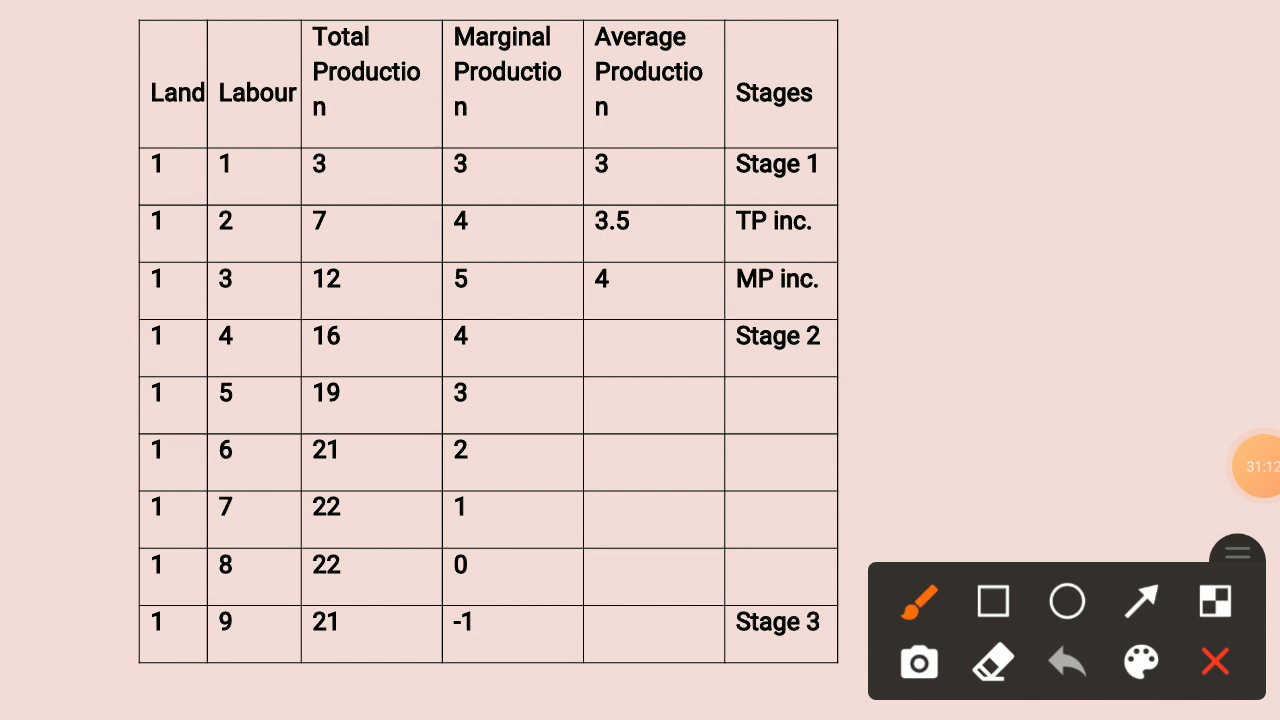 Land Labour Total Productio n Marginal Productio n Average Productio n Stages
1 1 3 3 3 Stage 1
1 2 7 4 3.5 TP inc.
1 3 12 5 4 MP inc.
1 4 16 4 Stage 2
1 5 19 3
1 6 21 2
1 7 22 1
1 8 22 0
1 9 21 -1 Stage 3
31:12